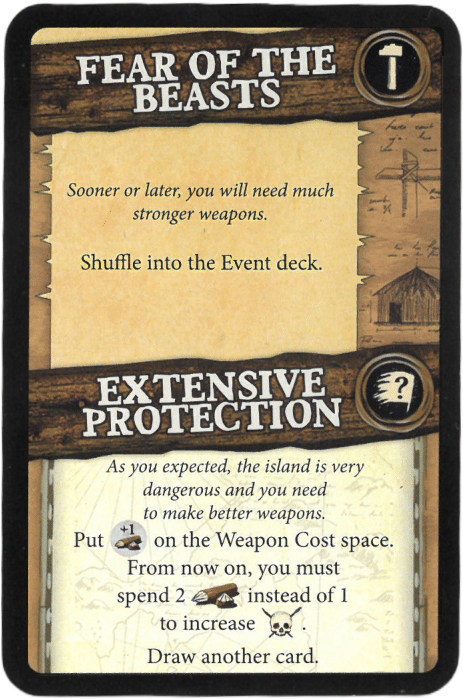 FEAR OF THE
BEASTS
Sooner or later, you will need much
stronger weapons.
Shuffle into the Event deck.
EXTENSIVE
PROTECTION
?
As you expected, the island is very
dangerous and you need
to make better weapons.
Put +1 on the Weapon Cost space.
From now on, you must
spend 2 instead of 1
to increase .
Draw another card.